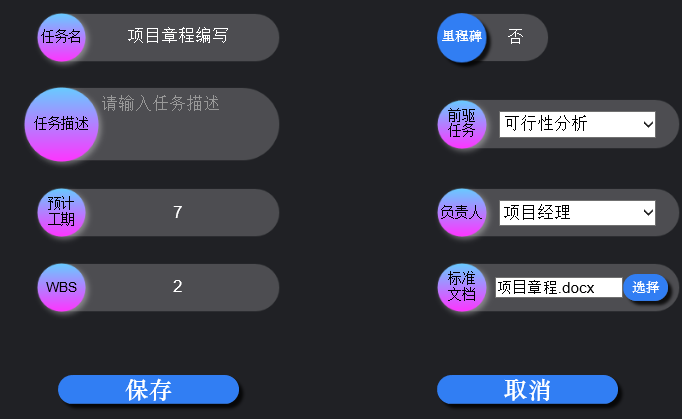 任务名 项目章程编写
里程碑 否
任务描述 请输入任务描述
前驱
任务
可行性分析
预计
工期
7
负责人 项目经理
WBS 2
标准
文档
项目章程.docx 选择
保存 取消